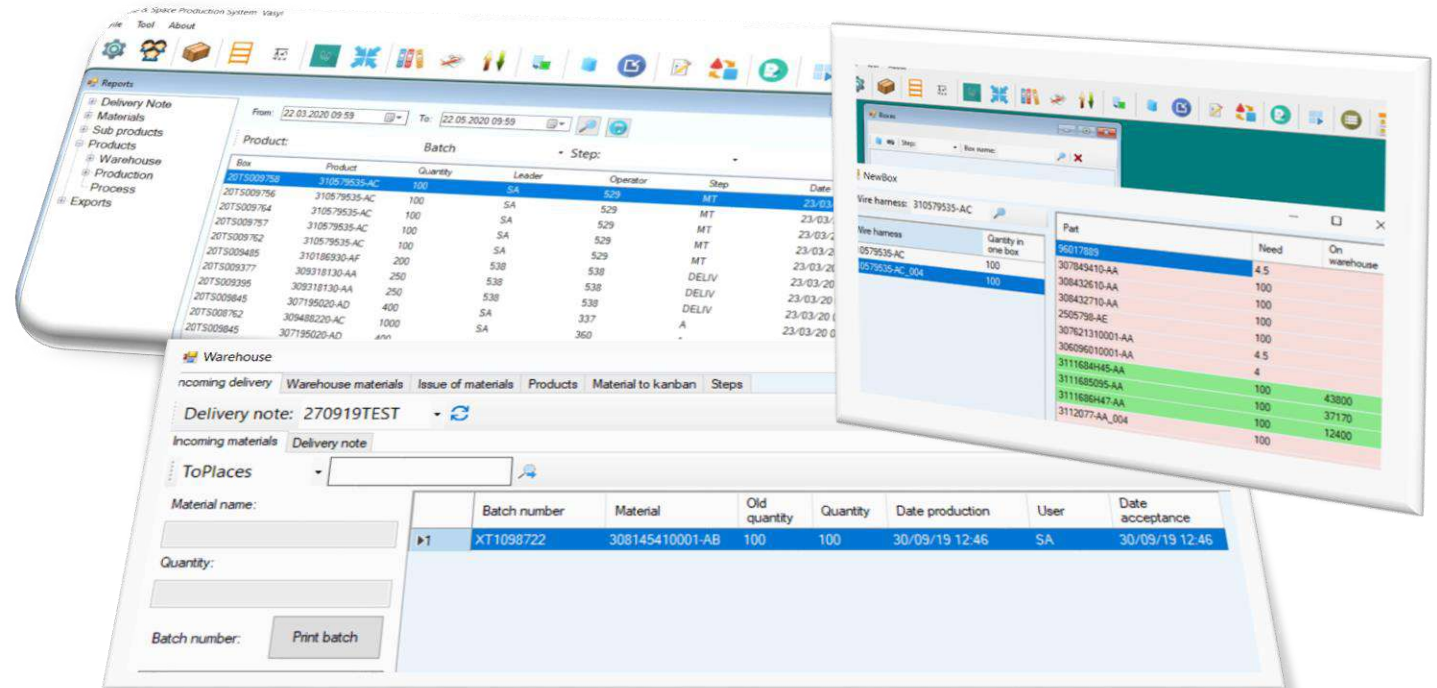 & Space Production System
Tool About
Reports
Delivery Note
Materials
Sub products
Products
Warehouse
Production
Process
Exports
From: 22.03.2020 09:59 To: 22.05.2020 09:59
Product: Batch Step:
Box Product Quantity Leader Operator Step Date
20TS009758 310579535-AC 100 SA 529 MT 23/03
20TS009756 310579535-AC 100 SA 529 MT 23/03/
20TS009764 310579535-AC 100 SA 529 MT 23/03/2
20TS009757 310579535-AC 100 SA 529 MT 23/03/2
20TS009762 310579535-AC 100 SA 529 MT 23/03/20
20TS009485 310186930-AF 200 538 538 DELIV 23/03/20
20TS009377 309318130-AA 250 538 538 DELIV 23/03/20
20TS009395 309318130-AA 250 538 538 DELIV 23/03/20
20TS009845 307195020-AD 400 SA 337 A 23/03/20 0
20TS008762 309488220-AC 1000 SA 360
20TS009845 307195020-AD 400
Boxes
Step: Box name:
NewBox
Wire harness: 310579535-AC
Wire harness Qantity in one box
0579535-AC 100
0579535-AC_004 100
Part Need On warehouse
96017889 4.5
307849410-AA 100
308432610-AA 100
308432710-AA 100
2505798-AE 100
307621310001-AA 4.5
306096010001-AA 4
3111684H45-AA 100 43800
3111685095-AA 100 37170
3111686H47-AA 100 12400
3112077-AA_004 100
Warehouse
ncoming delivery Warehouse materials Issue of materials Products Material to kanban Steps
Delivery note: 270919TEST
Incoming materials Delivery note
ToPlaces
Material name:
Quantity:
Batch number: Print batch
Batch number Material Old quantity Quantity Date production User Date acceptance
1 XT1098722 308145410001-AB 100 100 30/09/19 12:46 SA 30/09/19 12:46